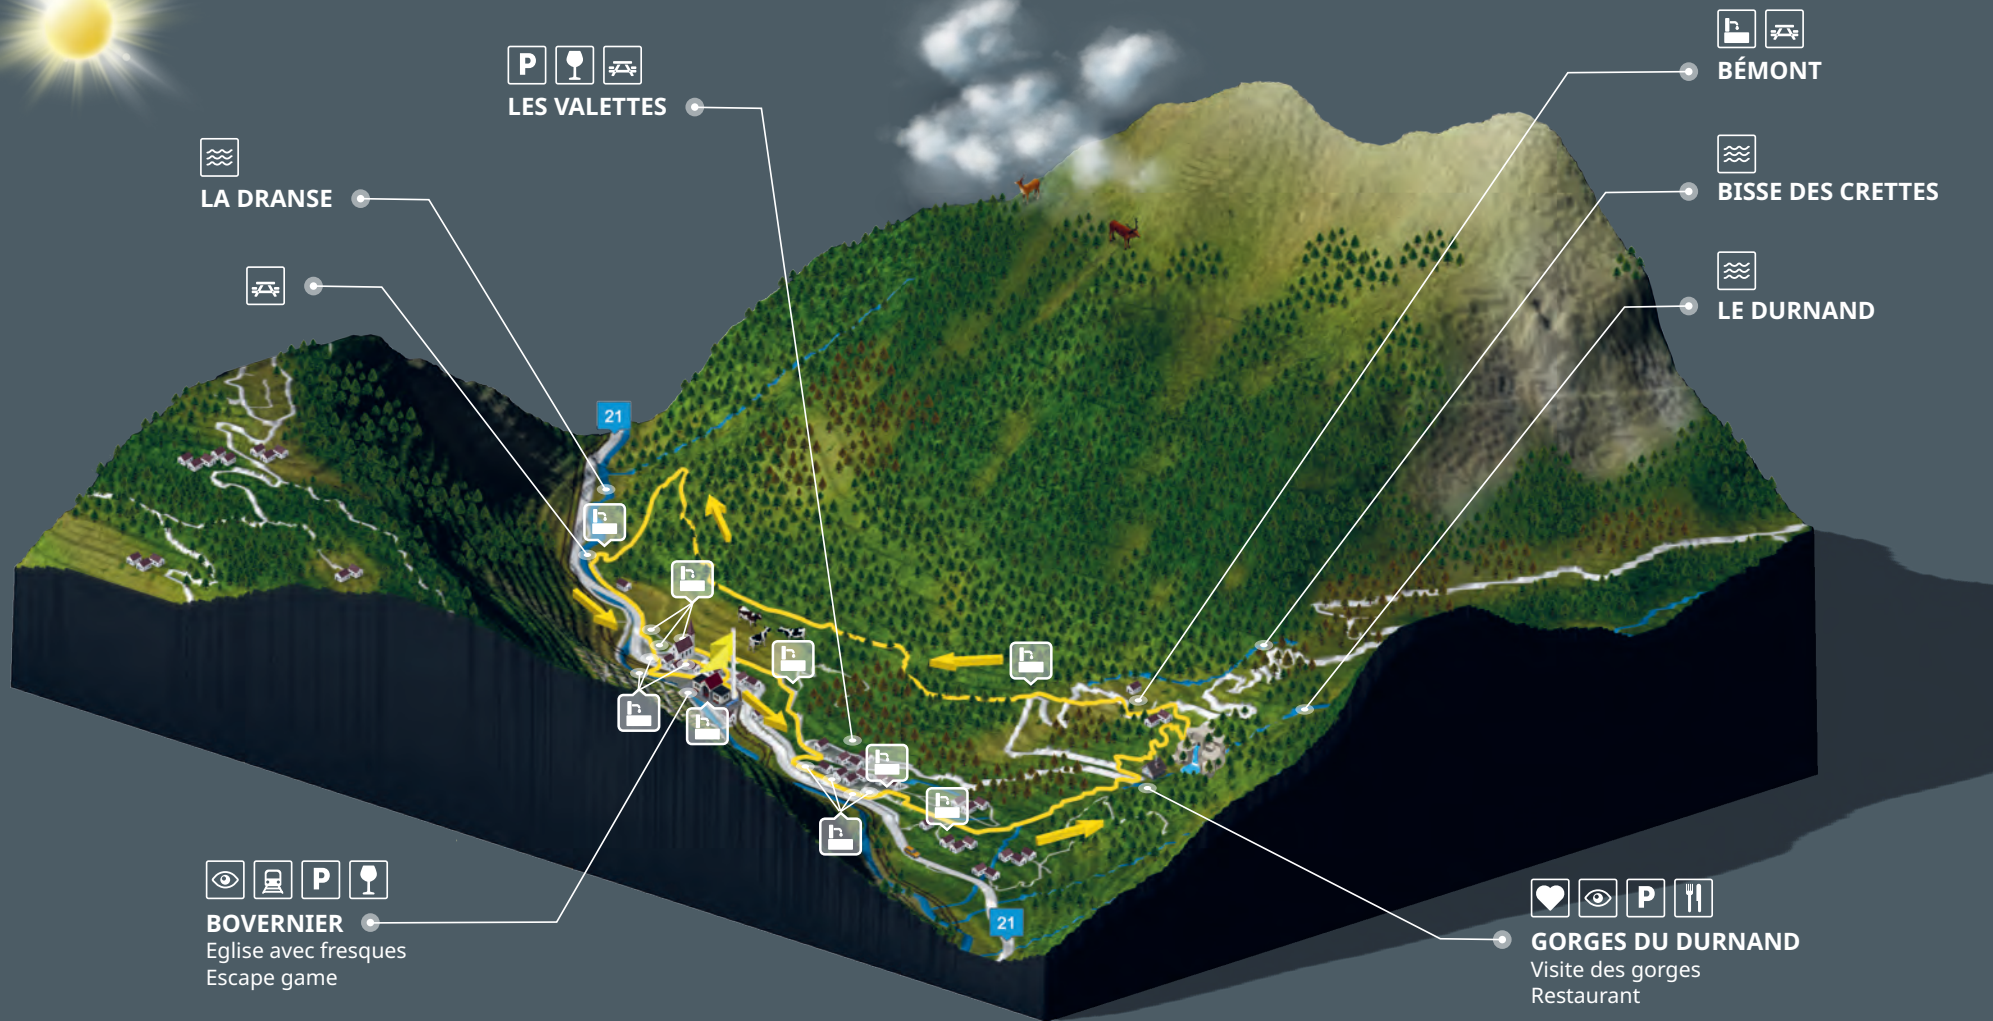 P
LES VALETTES
BÉMONT
LA DRANSE
BISSE DES CRETTES
LE DURNAND
21
21
P
BOVERNIER
Eglise avec fresques
Escape game
P
GORGES DU DURNAND
Visite des gorges
Restaurant